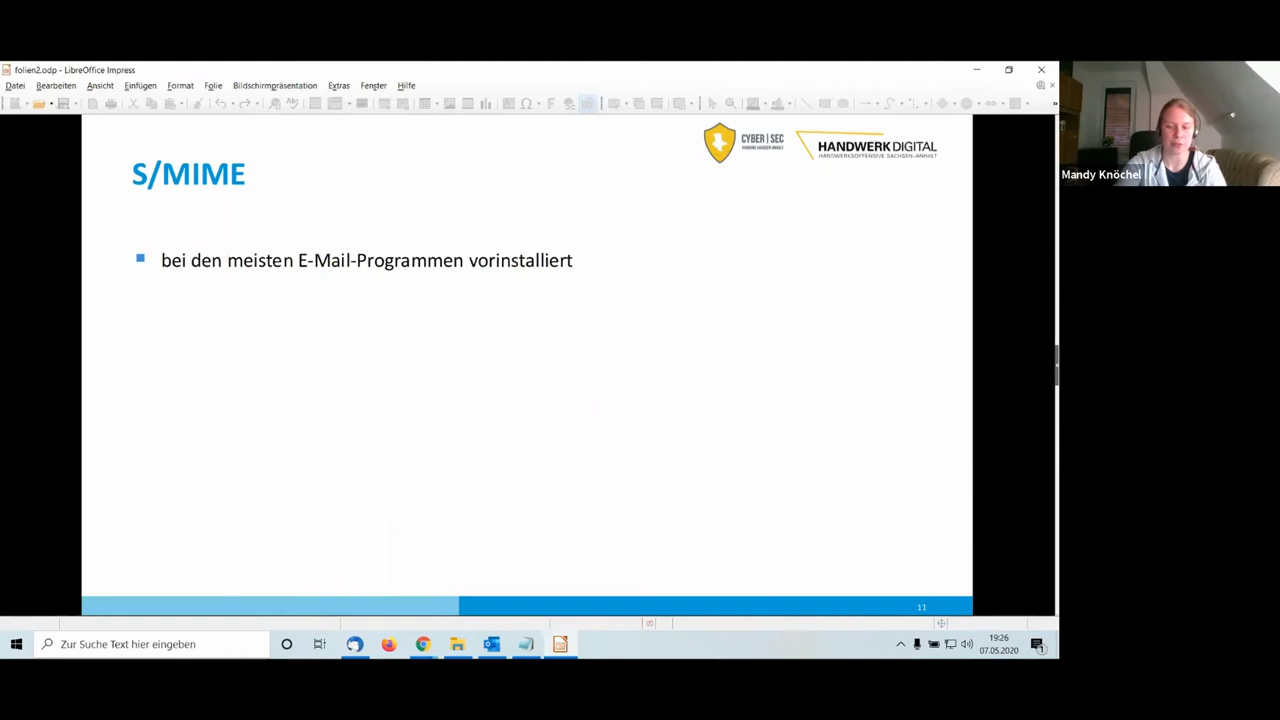 folien2.odp - LibreOffice Impress
Datei Bearbeiten Ansicht Einfügen Format Folie Bildschirmpräsentation Extras Fenster Hilfe
CYBER|SEC
HANDWERK DIGITAL
HANDWERKSOFFENSIVE SACHSEN-ANHALT
Mandy Knöchel
S/MIME
bei den meisten E-Mail-Programmen vorinstalliert
11
Zur Suche Text hier eingeben
19:26
07.05.2020